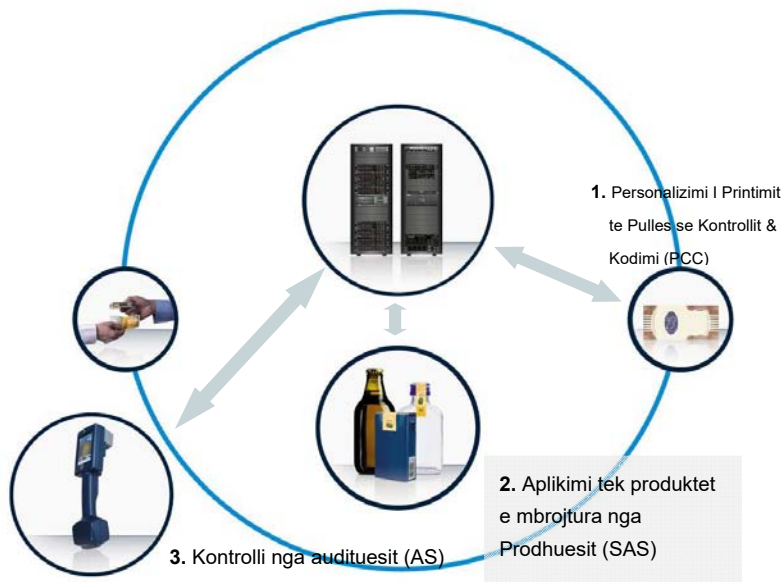 1. Personalizimi I Printimit
te Pulles se Kontrollit &
Kodimi (PCC)
2. Aplikimi tek produktet
e mbrojtura nga
Prodhuesit (SAS)
3. Kontrolli nga audituesit (AS)